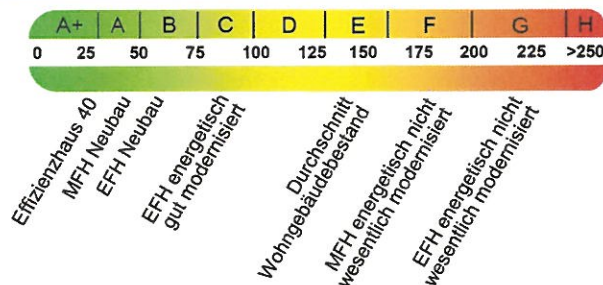 A+ A B C D E F G H
0 25 50 75 100 125 150 175 200 225 >250
Effizienzhaus 40
MFH Neubau
EFH Neubau
EFH energetisch
gut modernisiert
Durchschnitt
Wohngebäudebestand
MFH energetisch nicht
wesentlich modernisiert
EFH energetisch nicht
wesentlich modernisiert